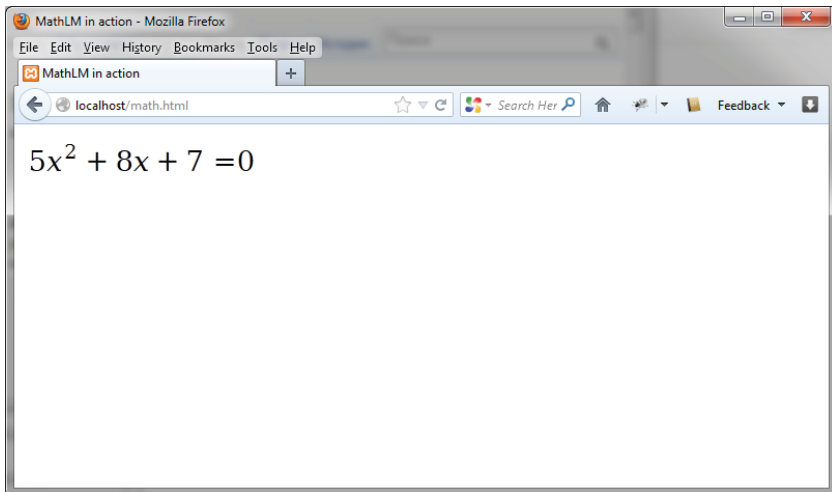 MathLM in action - Mozilla Firefox
File Edit View History Bookmarks Tools Help
MathLM in action +
localhost/math.html Search Her Feedback
5x² + 8x + 7 =0